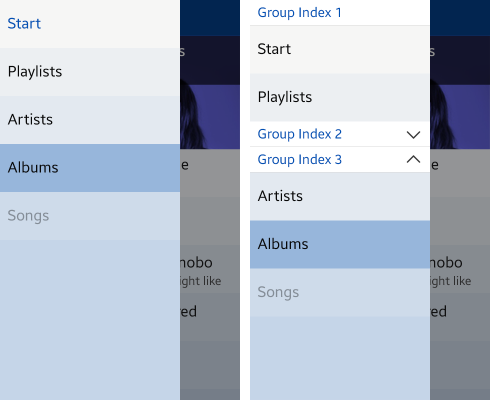 Start
Playlists
Artists
Albums
Songs
s
e
nobo
ight like
ed
Group Index 1
Start
Playlists
Group Index 2
Group Index 3
Artists
Albums
Songs
s
e
nobo
ight like
ed